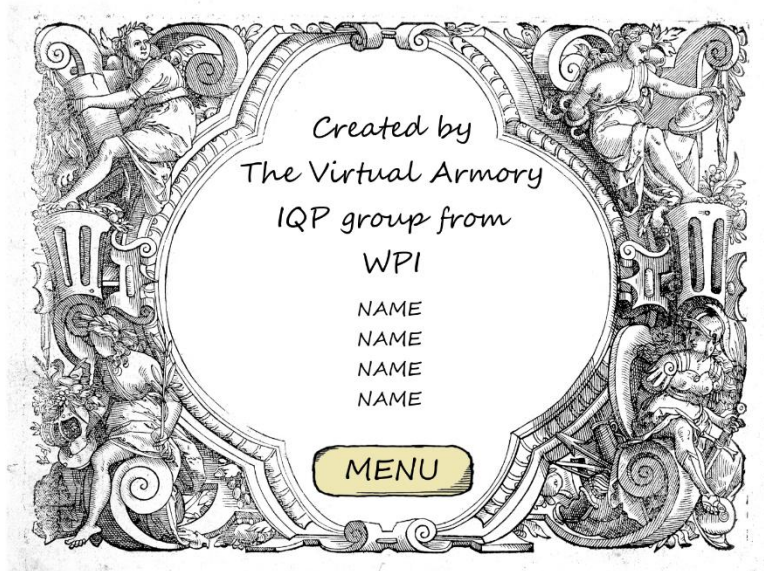 Created by
The Virtual Armory
IQP group from
WPI
NAME
NAME
NAME
NAME
MENU